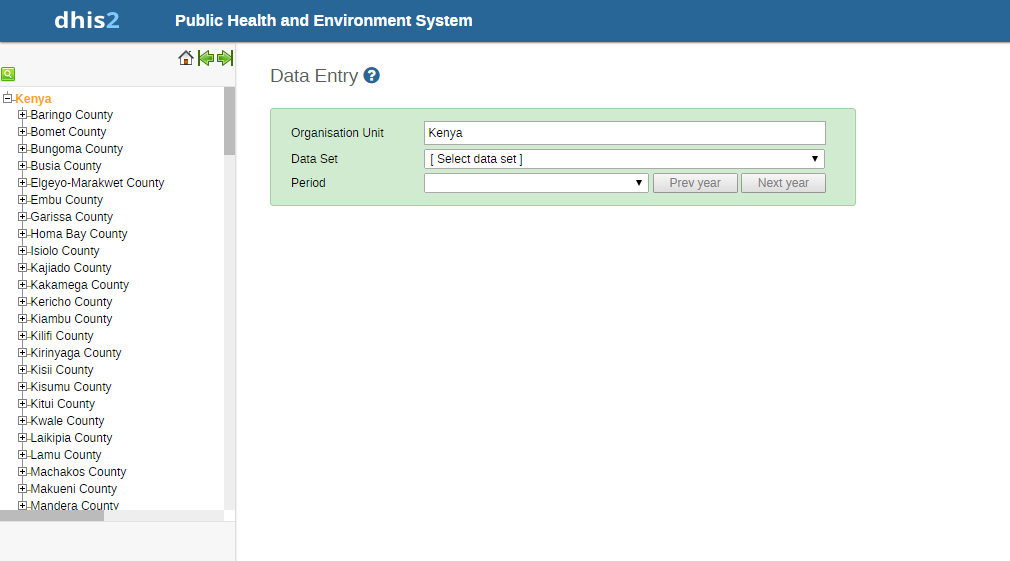 dhis2 Public Health and Environment System
Data Entry ?
Organisation Unit Kenya
Data Set [ Select data set ]
Period Prev year Next year
Kenya
Baringo County
Bomet County
Bungoma County
Busia County
Elgeyo-Marakwet County
Embu County
Garissa County
Homa Bay County
Isiolo County
Kajiado County
Kakamega County
Kericho County
Kiambu County
Kilifi County
Kirinyaga County
Kisii County
Kisumu County
Kitui County
Kwale County
Laikipia County
Lamu County
Machakos County
Makueni County
Mandera County